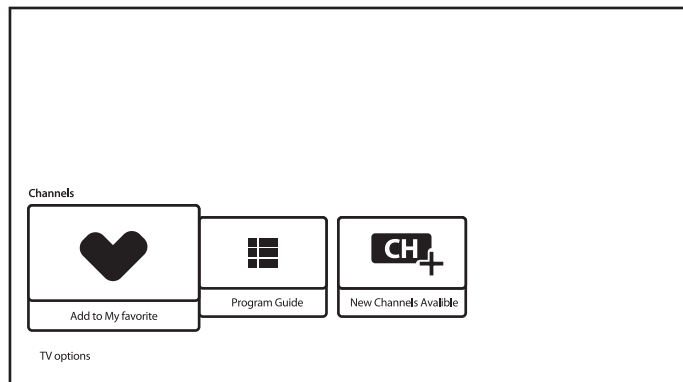 Channels
CH
Add to My favorite
Program Guide
New Channels Avalible
TV options